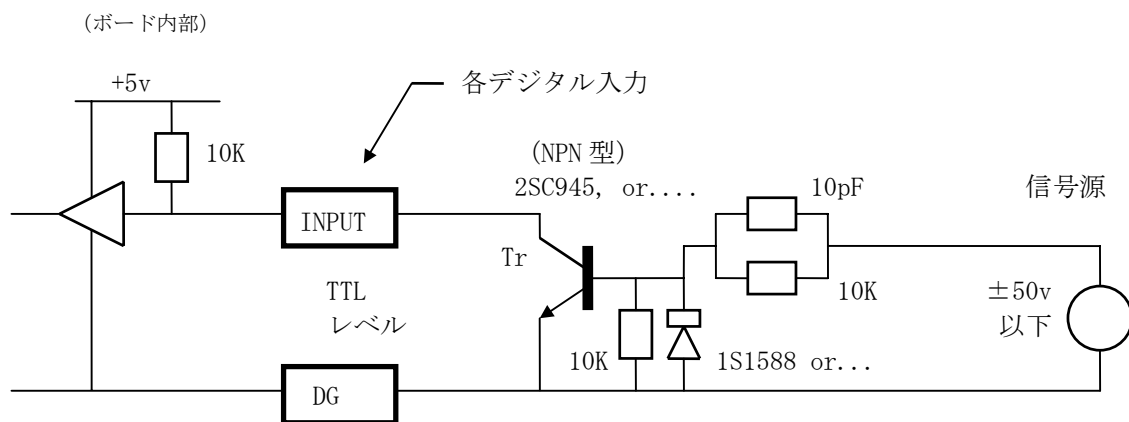 (ボード内部)
+5v
各デジタル入力
10K
(NPN 型)
2SC945, or....
10pF
信号源
INPUT
Tr
10K
TTL
レベル
±50v
以下
10K
1S1588 or...
DG